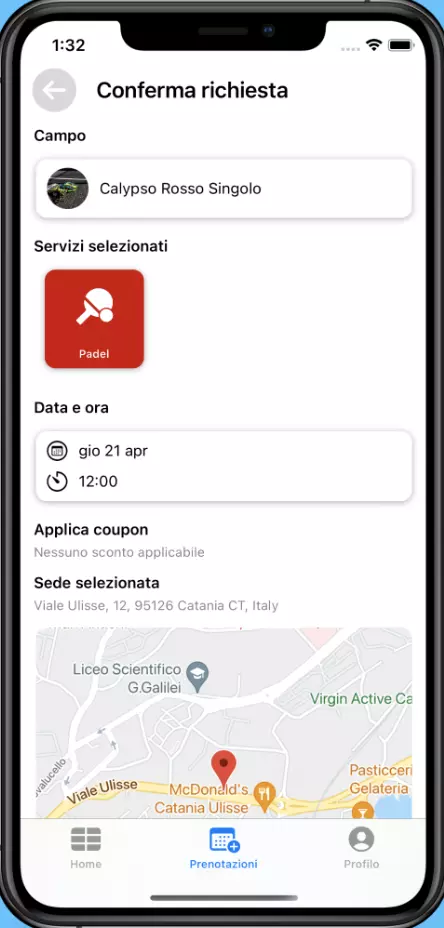 1:32
Conferma richiesta
Campo
Calypso Rosso Singolo
Servizi selezionati
Padel
Data e ora
gio 21 apr
12:00
Applica coupon
Nessuno sconto applicabile
Sede selezionata
Viale Ulisse, 12, 95126 Catania CT, Italy
Liceo Scientifico
G.Galilei
Virgin Active Ca
Viale Ulisse
McDonald's
Catania Ulisse
Pasticceri
Gelateria
Home
Prenotazioni
Profilo